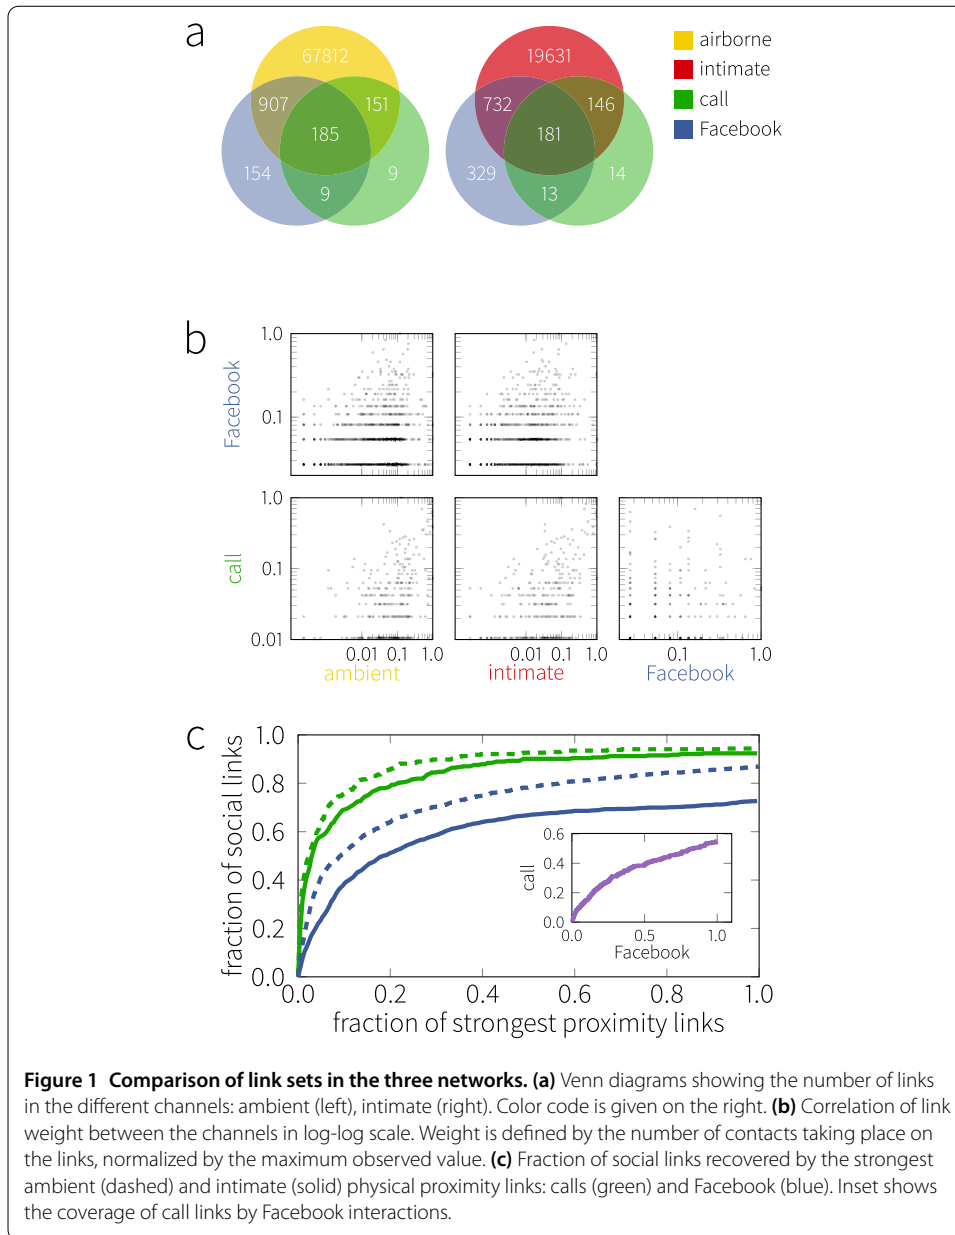 a
67812
907
151
185
154
9
9
19631
732
146
181
329
13
14
airborne
intimate
call
Facebook
b
1.0
0.1
Facebook
1.0
0.1
0.01
call
0.01 0.1 1.0
ambient
0.01 0.1 1.0
intimate
0.1 1.0
Facebook
c
1.0
0.8
0.6
0.4
0.2
0.0
fraction of social links
0.0 0.2 0.4 0.6 0.8 1.0
fraction of strongest proximity links
0.6
0.4
0.2
0.0
call
0.0 0.5 1.0
Facebook
Figure 1 Comparison of link sets in the three networks. (a) Venn diagrams showing the number of links
in the different channels: ambient (left), intimate (right). Color code is given on the right. (b) Correlation of link
weight between the channels in log-log scale. Weight is defined by the number of contacts taking place on
the links, normalized by the maximum observed value. (c) Fraction of social links recovered by the strongest
ambient (dashed) and intimate (solid) physical proximity links: calls (green) and Facebook (blue). Inset shows
the coverage of call links by Facebook interactions.